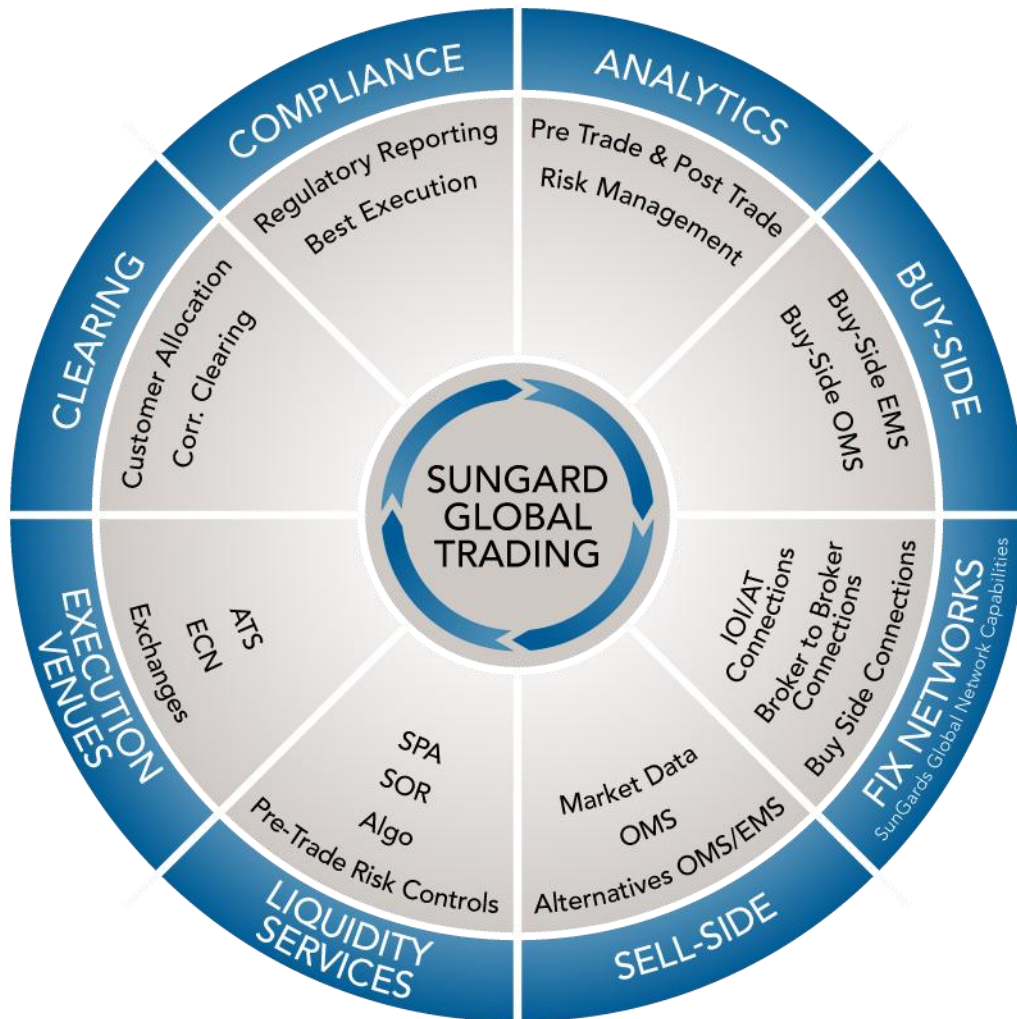 COMPLIANCE
Regulatory Reporting
Best Execution
ANALYTICS
Pre Trade & Post Trade
Risk Management
BUY-SIDE
Buy-Side EMS
Buy-Side OMS
FIX NETWORKS
SunGards Global Network Capabilities
IOI/AT
Connections
Broker to Broker
Connections
Buy Side Connections
SELL-SIDE
Market Data
OMS
Alternatives OMS/EMS
LIQUIDITY
SERVICES
SPA
SOR
Algo
Pre-Trade Risk Controls
EXECUTION
VENUES
ATS
ECN
Exchanges
CLEARING
Customer Allocation
Corr. Clearing
SUNGARD
GLOBAL
TRADING